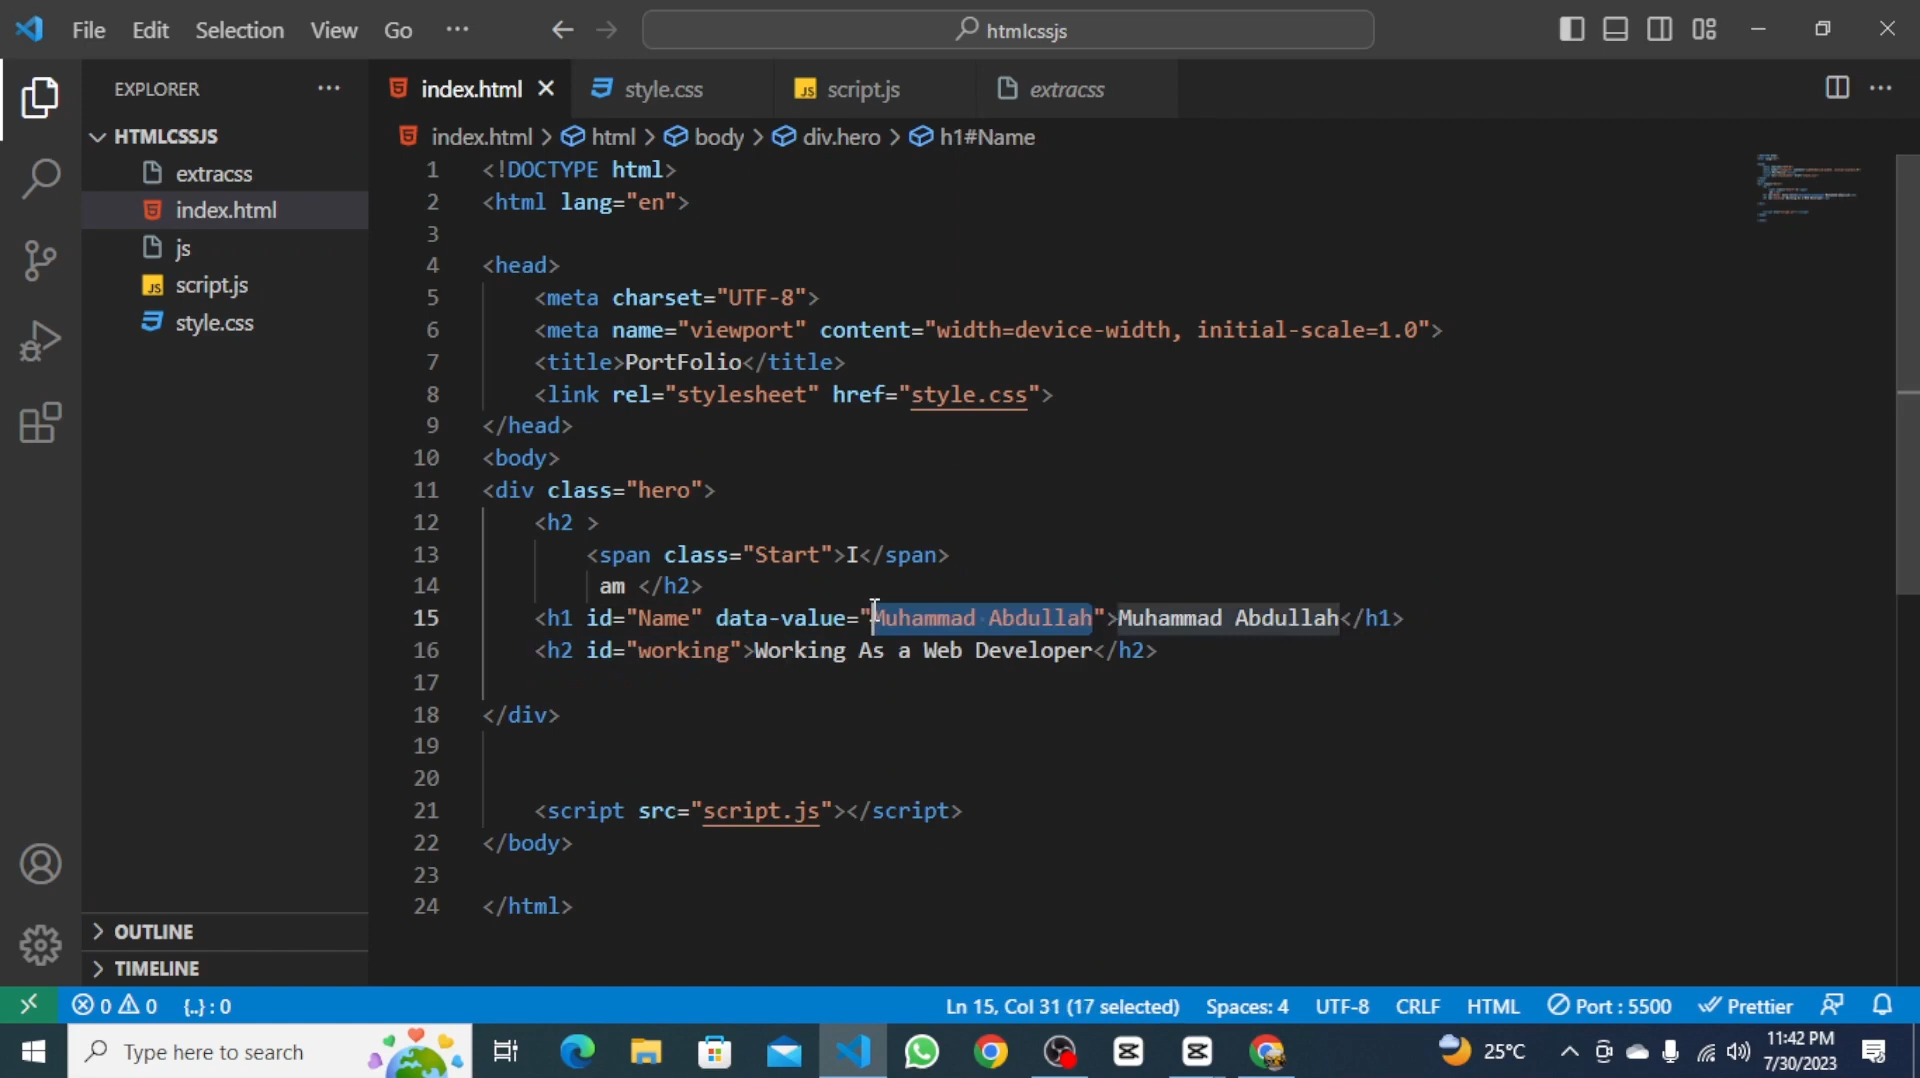 File Edit Selection View Go ···
htmlcssjs
EXPLORER ···
index.html
style.css
script.js
extracss
HTMLCSSJS
extracss
index.html
js
script.js
style.css
index.html > html > body > div.hero > h1#Name
1 <!DOCTYPE html>
2 <html lang="en">
3
4 <head>
5 <meta charset="UTF-8">
6 <meta name="viewport" content="width=device-width, initial-scale=1.0">
7 <title>PortFolio</title>
8 <link rel="stylesheet" href="style.css">
9 </head>
10 <body>
11 <div class="hero">
12 <h2 >
13 <span class="Start">I</span>
14 am </h2>
15 <h1 id="Name" data-value="Muhammad Abdullah">Muhammad Abdullah</h1>
16 <h2 id="working">Working As a Web Developer</h2>
17
18 </div>
19
20
21 <script src="script.js"></script>
22 </body>
23
24 </html>
OUTLINE
TIMELINE
0 0 {..} : 0
Ln 15, Col 31 (17 selected) Spaces: 4 UTF-8 CRLF HTML Port : 5500 Prettier
Type here to search
25°C
11:42 PM
7/30/2023